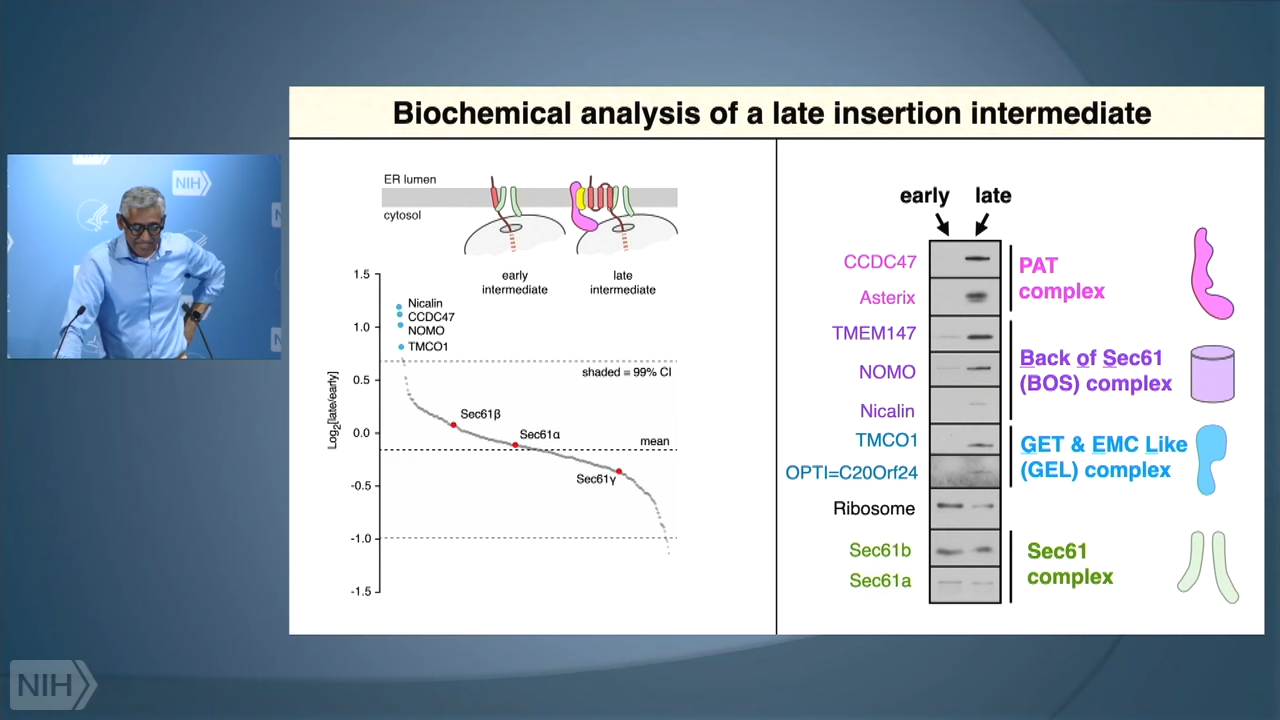 Biochemical analysis of a late insertion intermediate
NIH
NIH
ER lumen
cytosol
early
intermediate
late
intermediate
1.5
1.0
0.5
0.0
-0.5
-1.0
-1.5
Log2[late/early]
Nicalin
CCDC47
NOMO
TMCO1
shaded = 99% CI
Sec61β
Sec61α
mean
Sec61γ
early
late
CCDC47
Asterix
TMEM147
NOMO
Nicalin
TMCO1
OPTI=C20Orf24
Ribosome
Sec61b
Sec61a
PAT
complex
Back of Sec61
(BOS) complex
GET & EMC Like
(GEL) complex
Sec61
complex
NIH